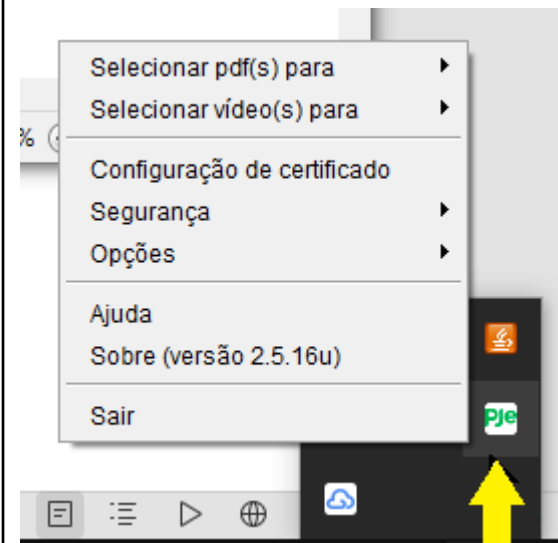 Selecionar pdf(s) para
Selecionar vídeo(s) para
%
Configuração de certificado
Segurança
Opções
Ajuda
Sobre (versão 2.5.16u)
Sair
PJe